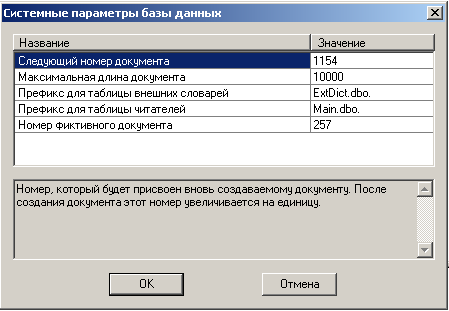 Системные параметры базы данных
Название Значение
Следующий номер документа 1154
Максимальная длина документа 10000
Префикс для таблицы внешних словарей ExtDict.dbo.
Префикс для таблицы читателей Main.dbo.
Номер фиктивного документа 257
Номер, который будет присвоен вновь создаваемому документу. После
создания документа этот номер увеличивается на единицу.
OK Отмена